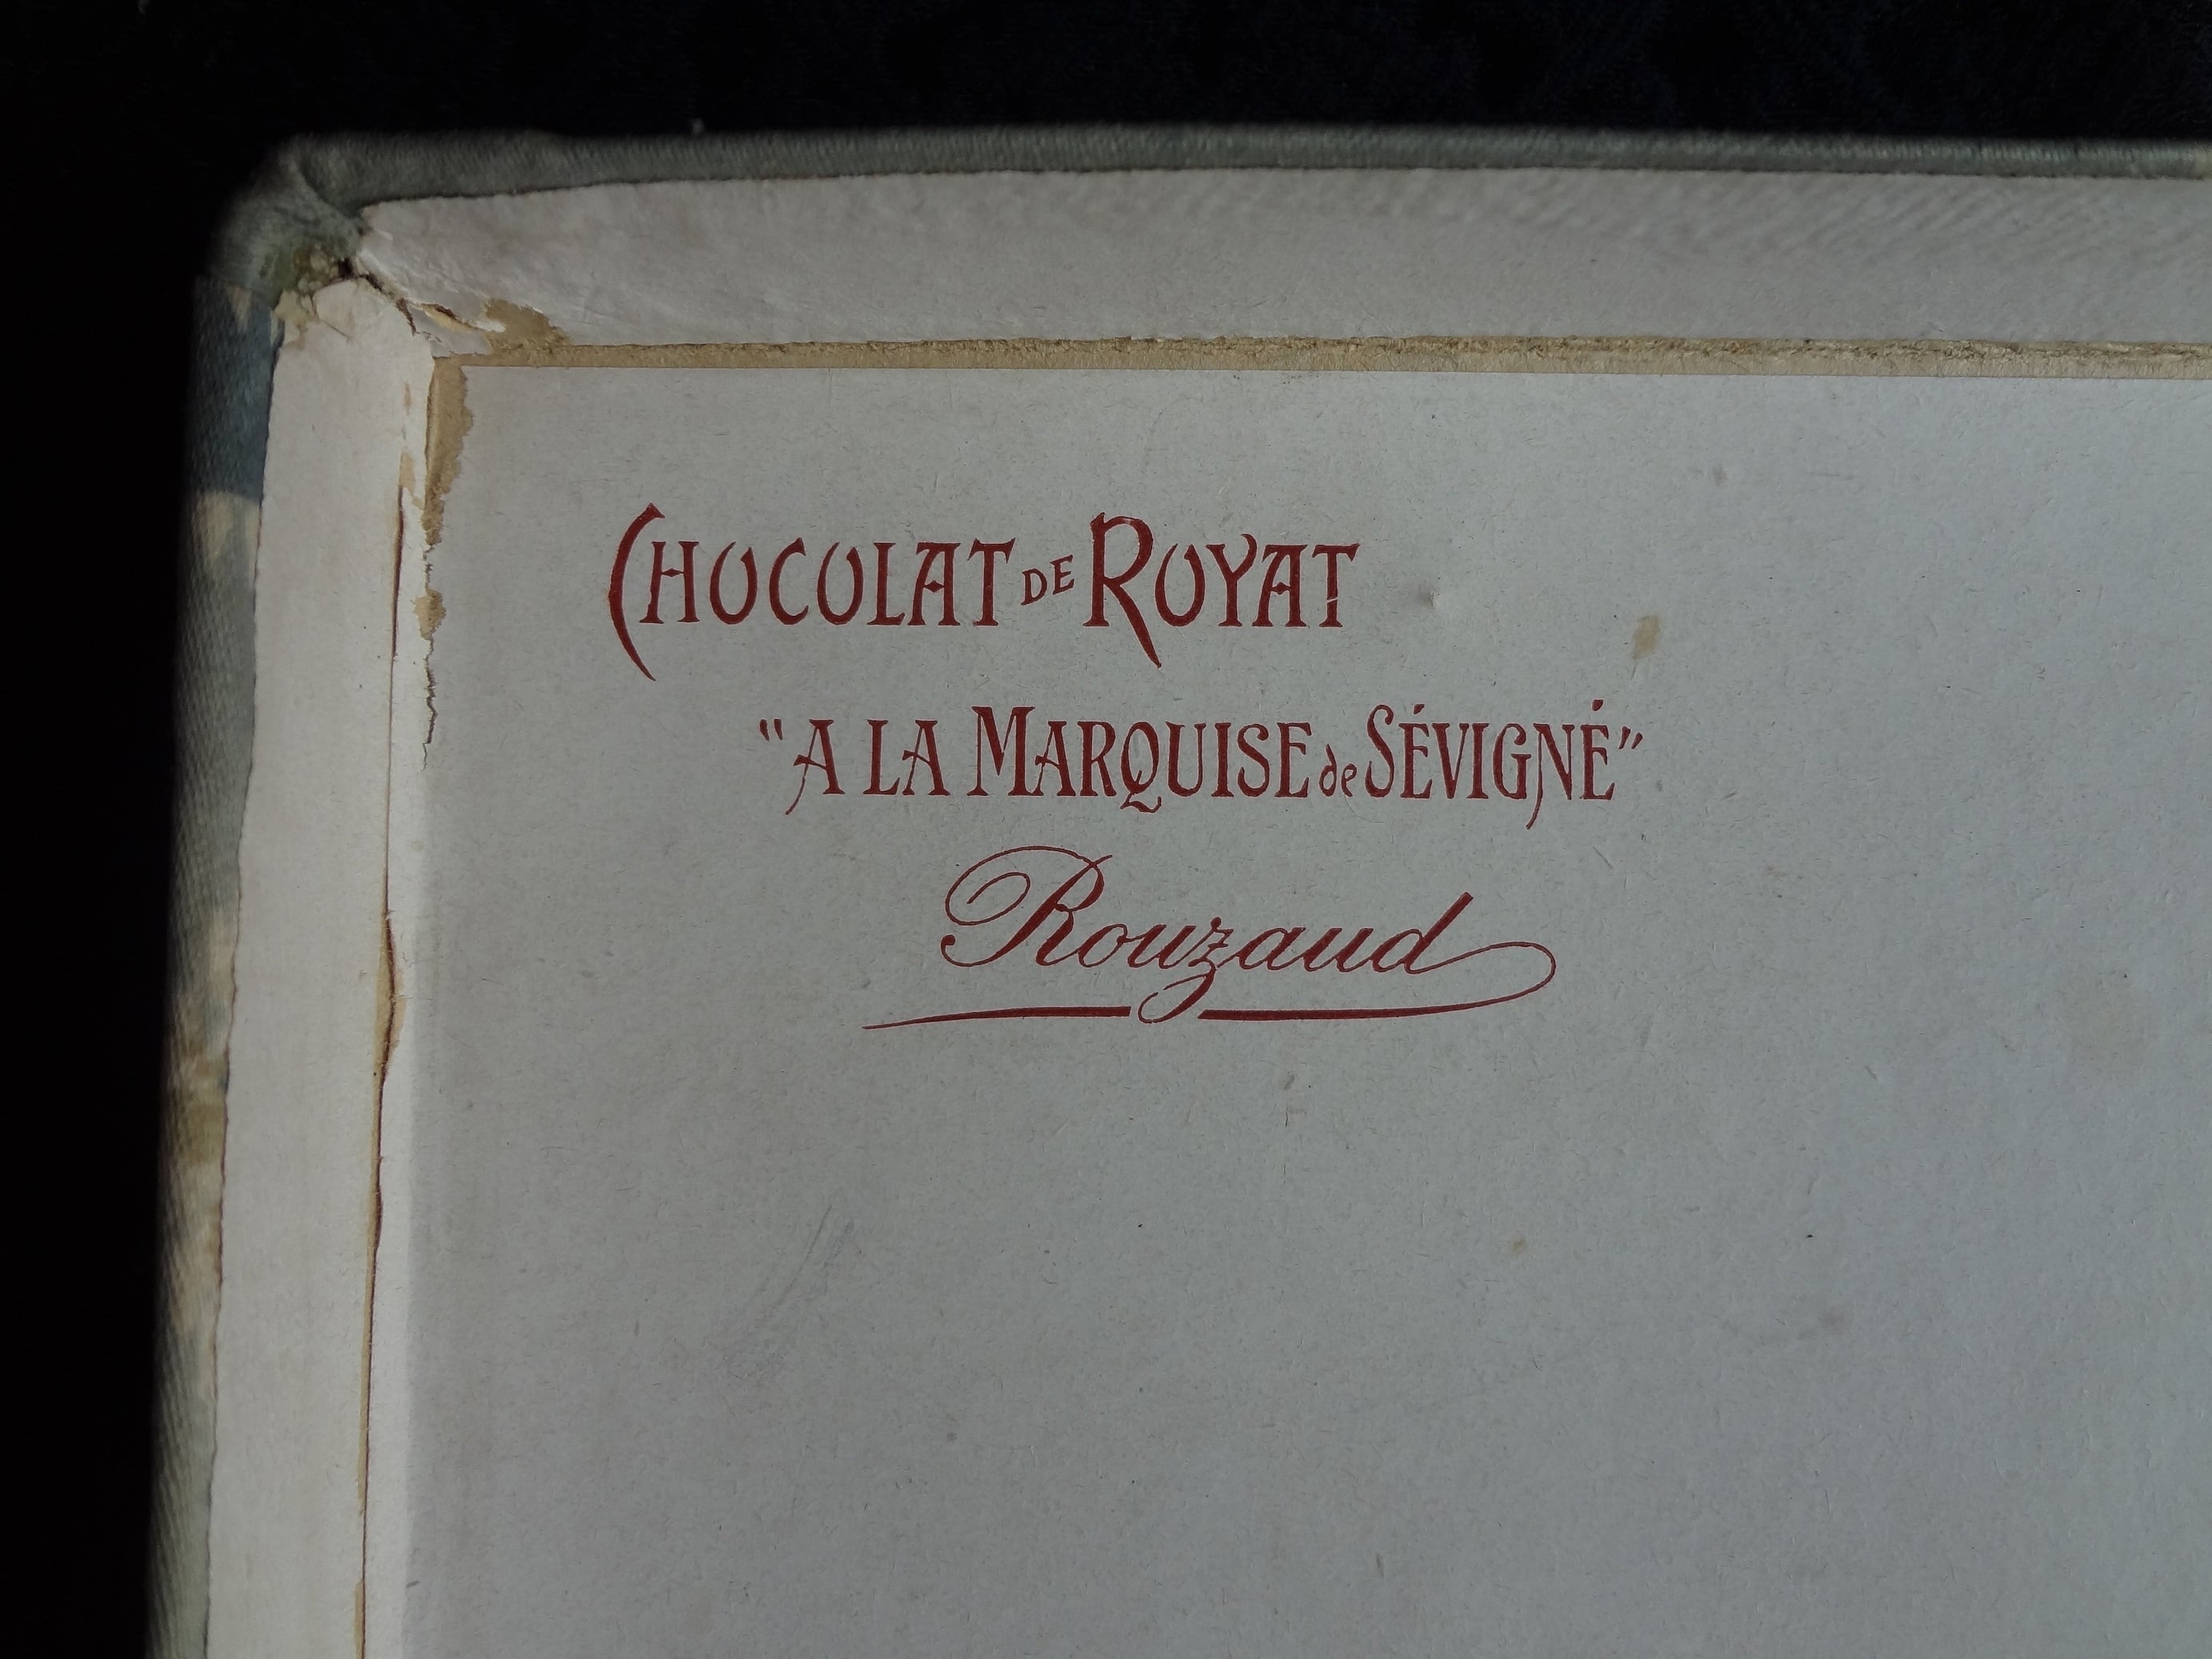 CHOCOLAT DE ROYAT
"A LA MARQUISE de SÉVIGNÉ"
Rouzaud